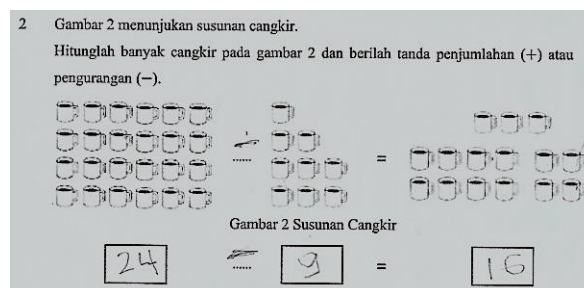 2 Gambar 2 menunjukan susunan cangkir.
Hitunglah banyak cangkir pada gambar 2 dan berilah tanda penjumlahan (+) atau
pengurangan (−).
...... =
Gambar 2 Susunan Cangkir
24 − ...... 9 = 16